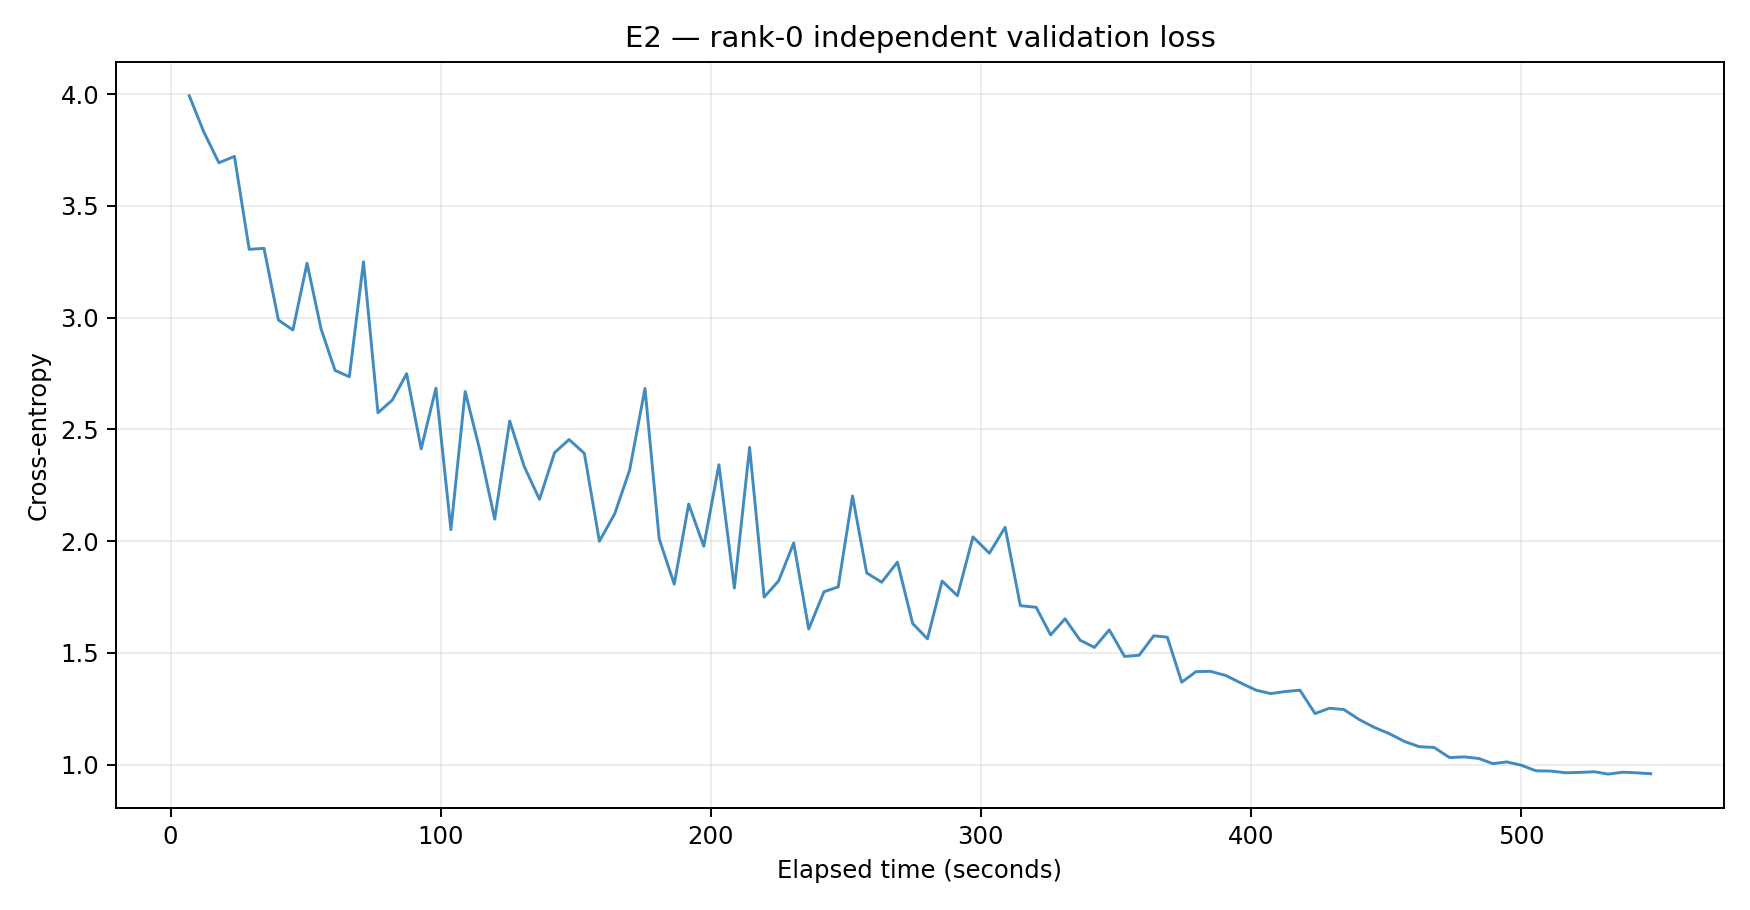 E2 — rank-0 independent validation loss
4.0
3.5
3.0
2.5
2.0
1.5
1.0
Cross-entropy
0 100 200 300 400 500
Elapsed time (seconds)